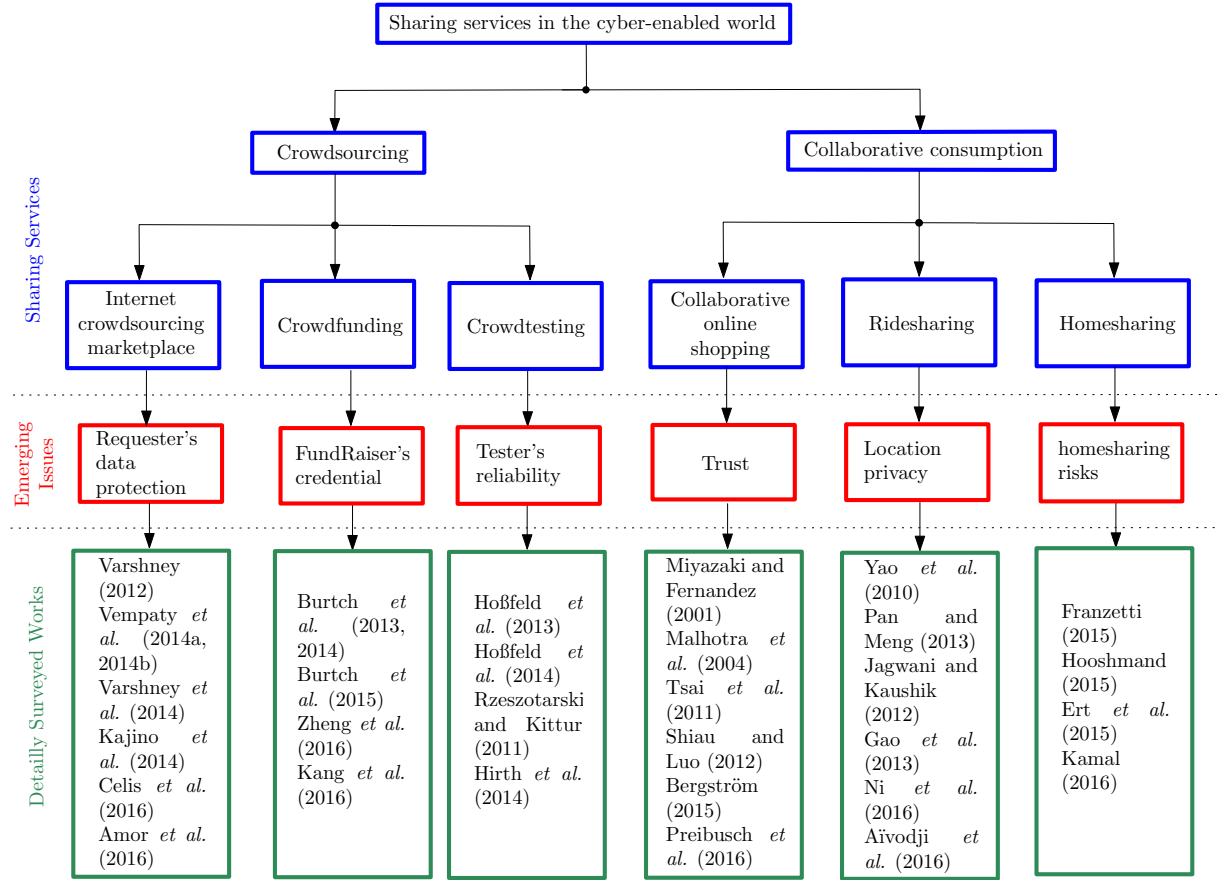 Sharing services in the cyber-enabled world
Crowdsourcing
Collaborative consumption
Sharing Services
Internet
crowdsourcing
marketplace
Crowdfunding
Crowdtesting
Collaborative
online
shopping
Ridesharing
Homesharing
Emerging
Issues
Requester's
data
protection
FundRaiser's
credential
Tester's
reliability
Trust
Location
privacy
homesharing
risks
Detailly Surveyed Works
Varshney
(2012)
Vempaty et
al. (2014a,
2014b)
Varshney et
al. (2014)
Kajino et
al. (2014)
Celis et al.
(2016)
Amor et al.
(2016)
Burtch et
al. (2013,
2014)
Burtch et
al. (2015)
Zheng et al.
(2016)
Kang et al.
(2016)
Hoßfeld et
al. (2013)
Hoßfeld et
al. (2014)
Rzeszotarski
and Kittur
(2011)
Hirth et al.
(2014)
Miyazaki and
Fernandez
(2001)
Malhotra et
al. (2004)
Tsai et al.
(2011)
Shiau and
Luo (2012)
Bergström
(2015)
Preibusch et
al. (2016)
Yao et al.
(2010)
Pan and
Meng (2013)
Jagwani and
Kaushik
(2012)
Gao et al.
(2013)
Ni et al.
(2016)
Aïvodji et
al. (2016)
Franzetti
(2015)
Hooshmand
(2015)
Ert et al.
(2015)
Kamal
(2016)